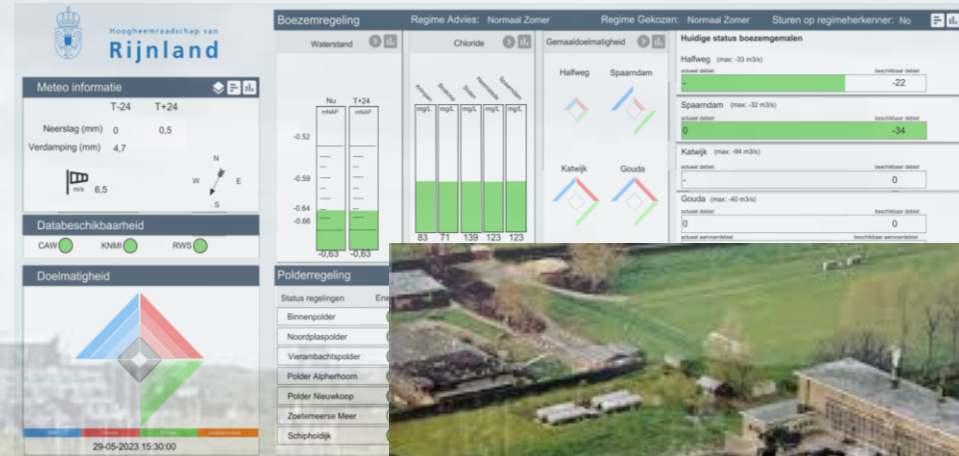 Hoogheemraadschap van
Rijnland
Meteo informatie
T-24 T+24
Neerslag (mm) 0 0,5
Verdamping (mm) 4,7
m/s 6,5
N
W E
S
Databeschikbaarheid
CAW KNMI RWS
Doelmatigheid
29-05-2023 15:30:00
Boezemregeling Regime Advies: Normaal Zomer Regime Gekozen: Normaal Zomer Sturen op regimeherkenner: No
Waterstand
Nu T+24
mNAP mNAP
-0.52
-0.59
-0.64
-0.66
-0,63 -0,63
Chloride
mg/L mg/L mg/L mg/L mg/L
83 71 139 123 123
Gemaaldoelmatigheid
Halfweg Spaarndam
Katwijk Gouda
Huidige status boezemgemalen
Halfweg (max: -33 m3/s)
actueel debiet beschikbaar debiet
- -22
Spaarndam (max: -32 m3/s)
actueel debiet beschikbaar debiet
0 -34
Katwijk (max: -94 m3/s)
actueel debiet beschikbaar debiet
- 0
Gouda (max: -40 m3/s)
actueel debiet beschikbaar debiet
0 0
actueel aanvoerdebiet beschikbaar aanvoerdebiet
Polderregeling
Status regelingen Ene
Binnenpolder
Noordplaspolder
Vierambachtspolder
Polder Alpherhoorn
Polder Nieuwkoop
Zoetemeerse Meer
Schipholdijk